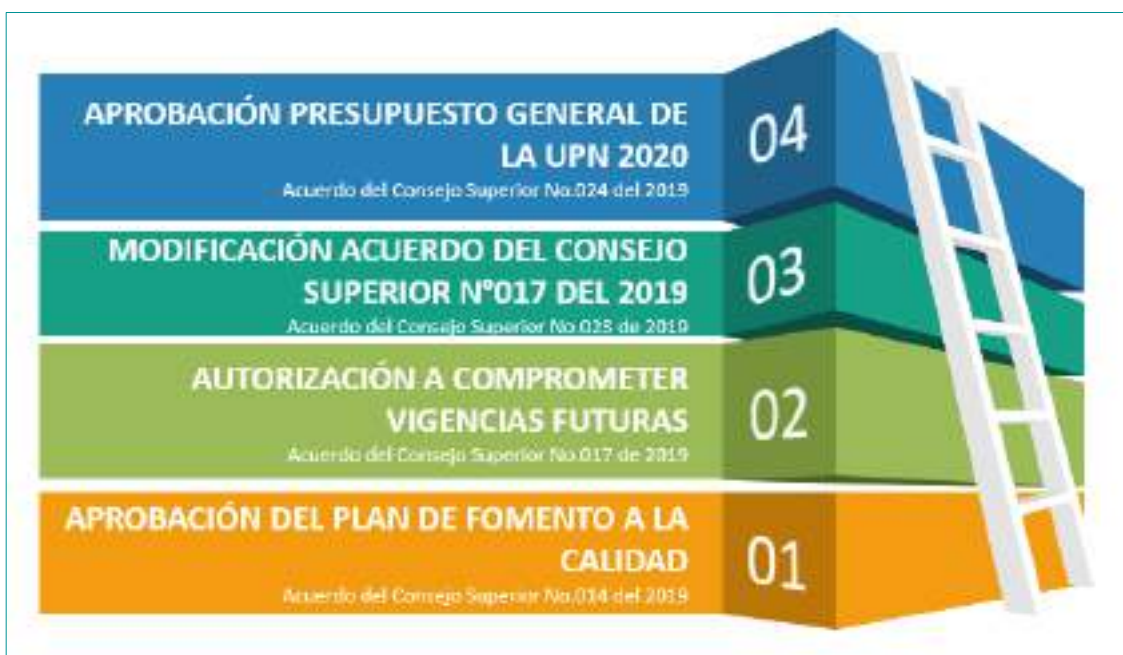 APROBACIÓN PRESUPUESTO GENERAL DE
LA UPN 2020
Acuerdo del Consejo Superior No.024 del 2019
04
MODIFICACIÓN ACUERDO DEL CONSEJO
SUPERIOR N°017 DEL 2019
Acuerdo del Consejo Superior No.023 de 2019
03
AUTORIZACIÓN A COMPROMETER
VIGENCIAS FUTURAS
Acuerdo del Consejo Superior No.017 de 2019
02
APROBACIÓN DEL PLAN DE FOMENTO A LA
CALIDAD
Acuerdo del Consejo Superior No.014 del 2019
01